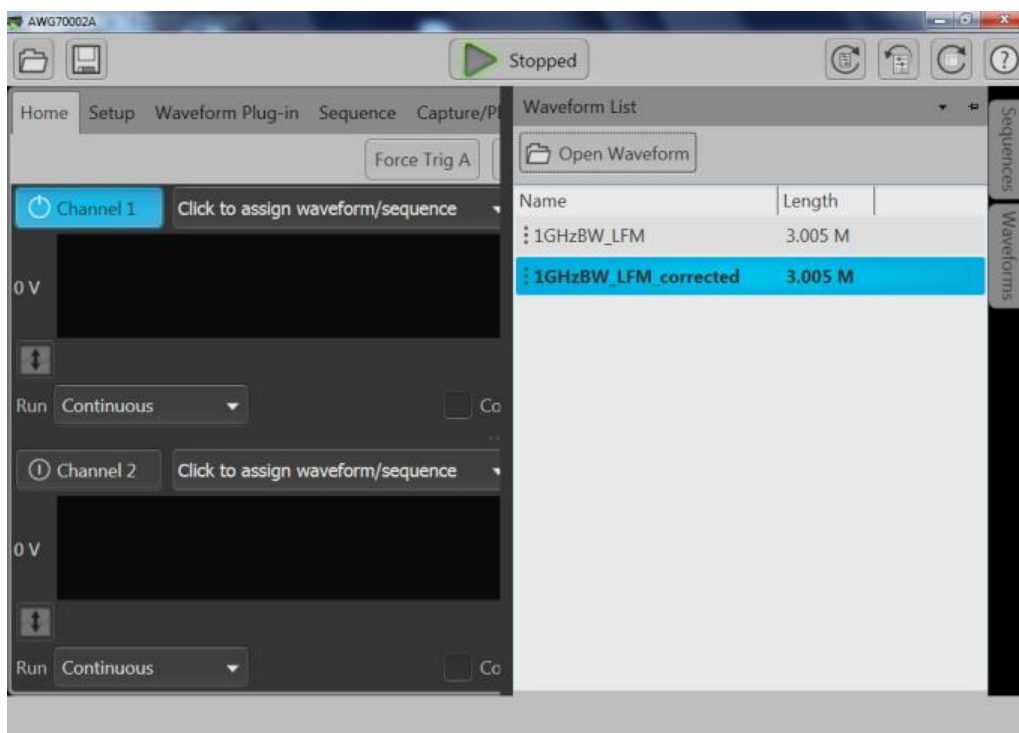 AWG70002A
Stopped
Home Setup Waveform Plug-in Sequence Capture/Pl
Force Trig A
Channel 1 Click to assign waveform/sequence
0 V
Run Continuous Co
Channel 2 Click to assign waveform/sequence
0 V
Run Continuous Co
Waveform List
Open Waveform
Name Length
1GHzBW_LFM 3.005 M
1GHzBW_LFM_corrected 3.005 M
Sequences
Waveforms